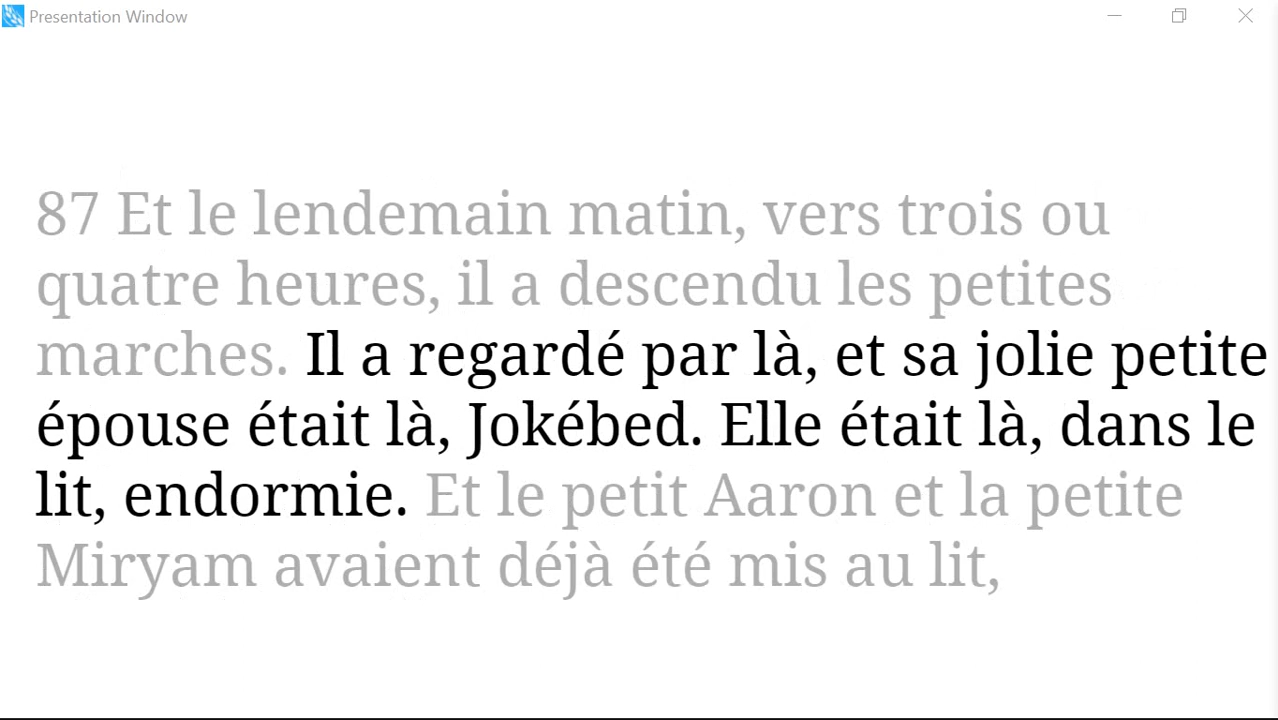 Presentation Window
87 Et le lendemain matin, vers trois ou
quatre heures, il a descendu les petites
marches. Il a regardé par là, et sa jolie petite
épouse était là, Jokébed. Elle était là, dans le
lit, endormie. Et le petit Aaron et la petite
Miryam avaient déjà été mis au lit,